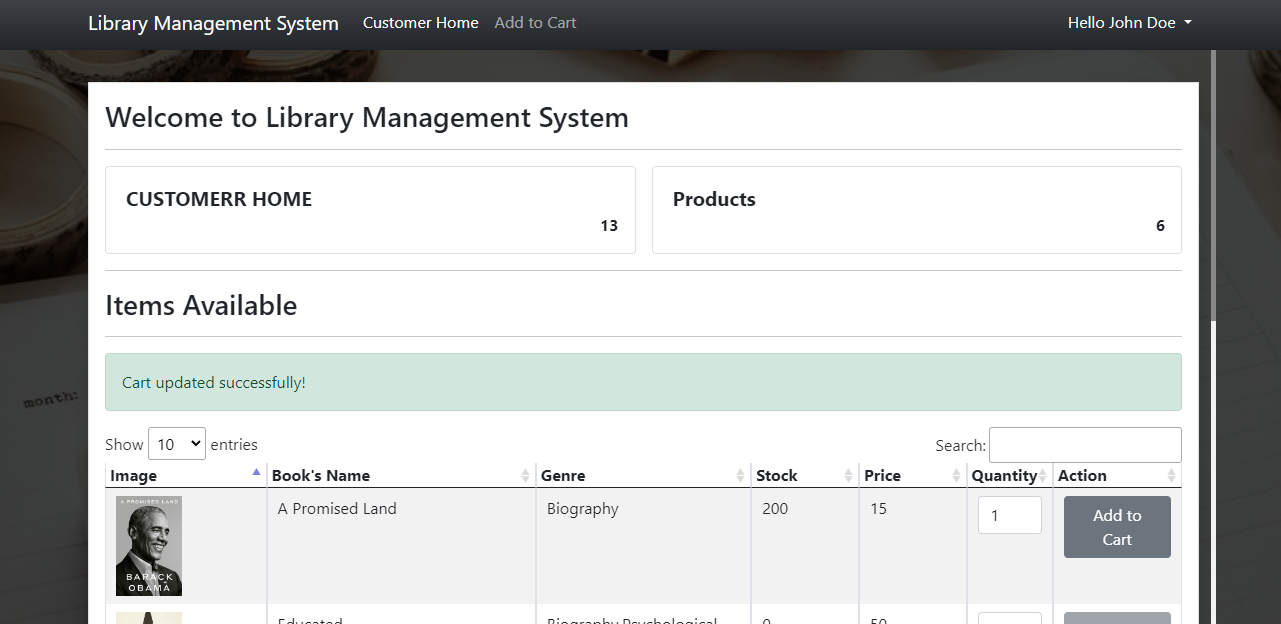 Library Management System Customer Home Add to Cart Hello John Doe
Welcome to Library Management System
CUSTOMERR HOME
13
Products
6
Items Available
month:
Cart updated successfully!
Show 10 entries Search:
Image Book's Name Genre Stock Price Quantity Action
A PROMISED LAND
A Promised Land Biography 200 15 1 Add to
Cart
BARACK
OBAMA
Educated Biography Psychological 0 50